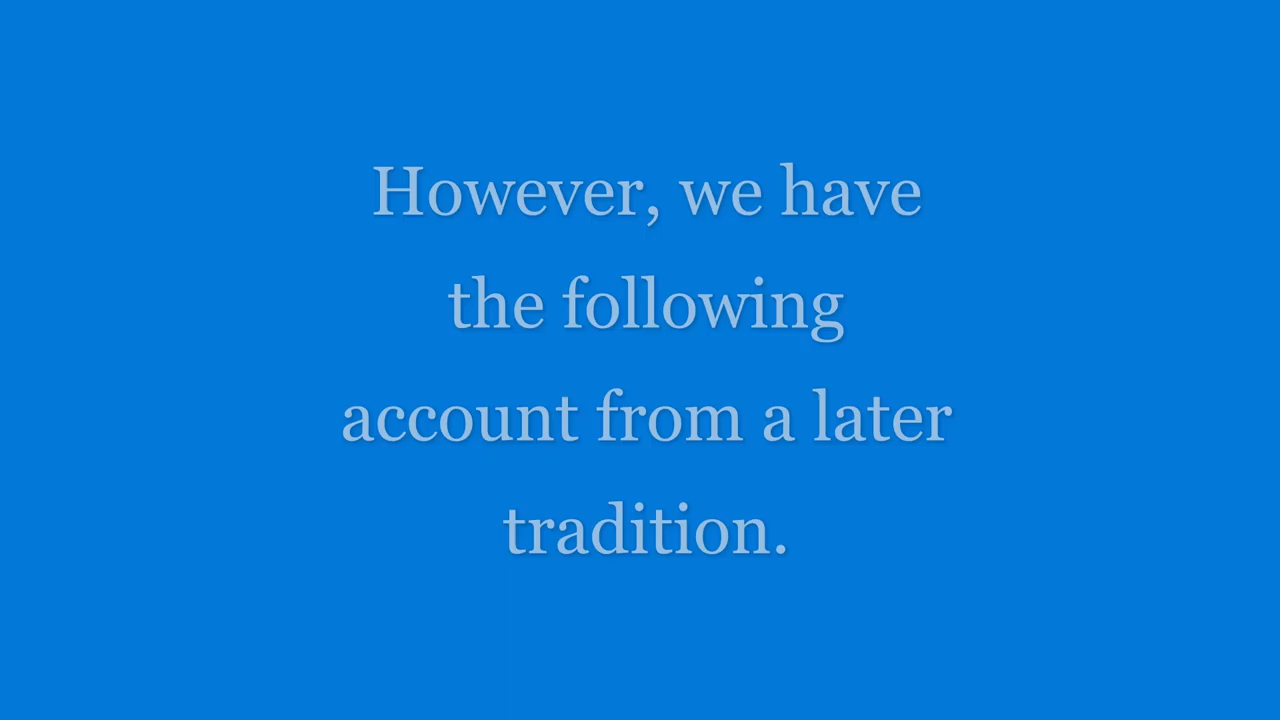 However, we have
the following
account from a later
tradition.